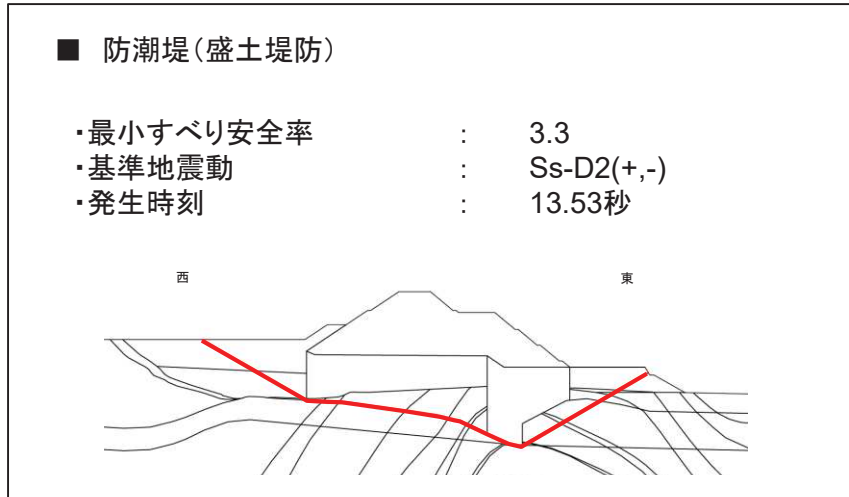 ■ 防潮堤(盛土堤防)
・最小すべり安全率 : 3.3
・基準地震動 : Ss-D2(+,-)
・発生時刻 : 13.53秒
西 東